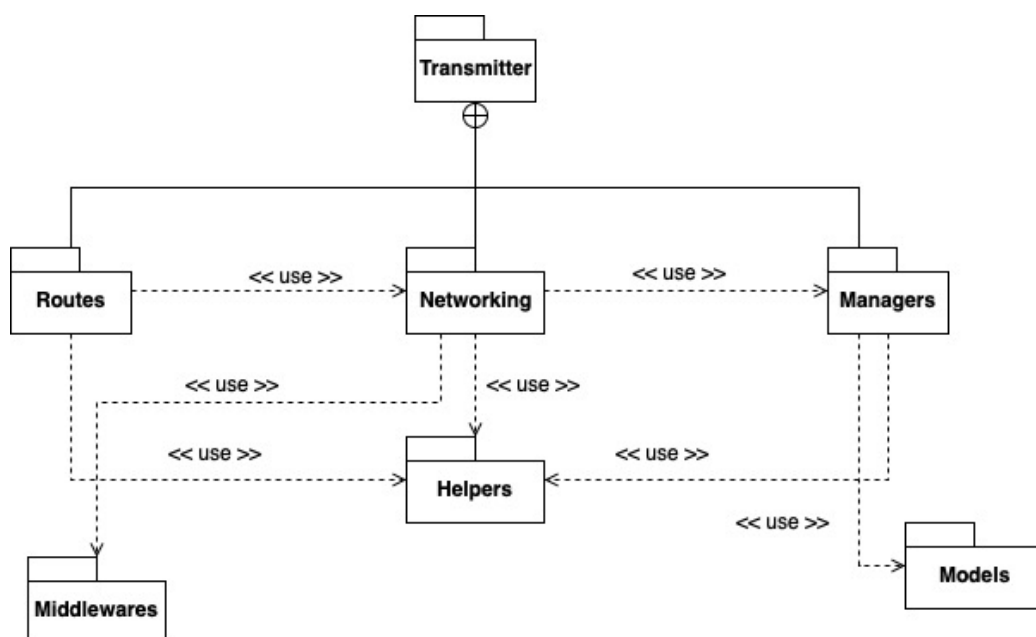 Transmitter
<< use >>
<< use >>
Routes
Networking
Managers
<< use >>
<< use >>
<< use >>
<< use >>
Helpers
<< use >>
Models
Middlewares